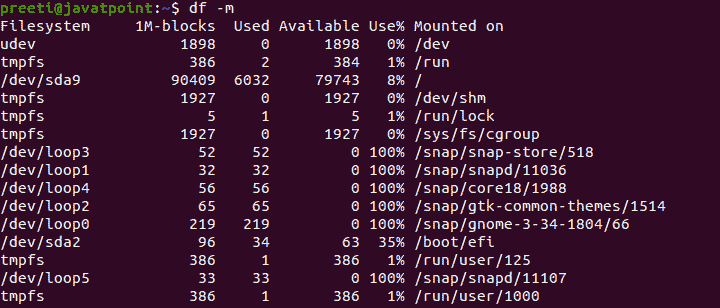 preeti@javatpoint:~$ df -m
Filesystem     1M-blocks  Used Available Use% Mounted on
udev                1898     0      1898   0% /dev
tmpfs                386     2       384   1% /run
/dev/sda9          90409  6032     79743   8% /
tmpfs               1927     0      1927   0% /dev/shm
tmpfs                  5     1         5   1% /run/lock
tmpfs               1927     0      1927   0% /sys/fs/cgroup
/dev/loop3            52    52         0 100% /snap/snap-store/518
/dev/loop1            32    32         0 100% /snap/snapd/11036
/dev/loop4            56    56         0 100% /snap/core18/1988
/dev/loop2            65    65         0 100% /snap/gtk-common-themes/1514
/dev/loop0           219   219         0 100% /snap/gnome-3-34-1804/66
/dev/sda2             96    34        63  35% /boot/efi
tmpfs                386     1       386   1% /run/user/125
/dev/loop5            33    33         0 100% /snap/snapd/11107
tmpfs                386     1       386   1% /run/user/1000